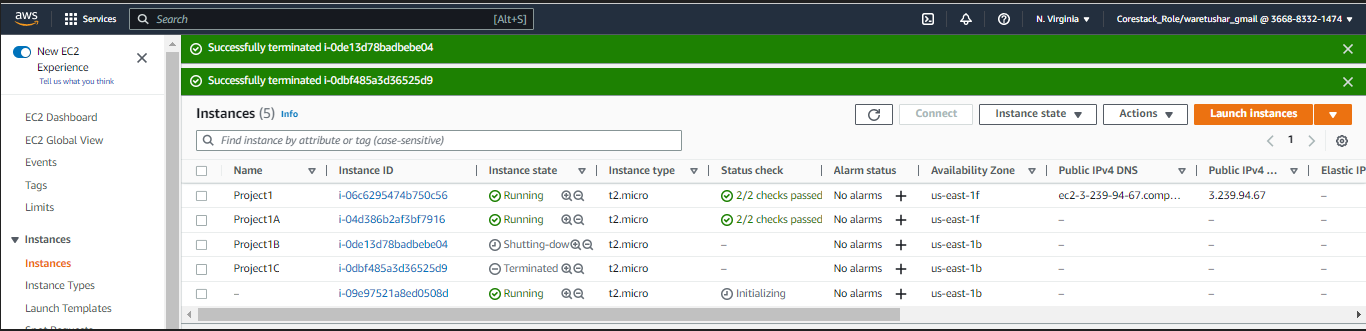 aws Services Search [Alt+S] N. Virginia Corestack_Role/waretushar_gmail @ 3668-8332-1474
New EC2 Experience
Tell us what you think
EC2 Dashboard
EC2 Global View
Events
Tags
Limits
Instances
Instances
Instance Types
Launch Templates
Spot Requests
Successfully terminated i-0de13d78badbebe04
Successfully terminated i-0dbf485a3d36525d9
Instances (5) Info Connect Instance state Actions Launch instances
Find instance by attribute or tag (case-sensitive) 1
Name Instance ID Instance state Instance type Status check Alarm status Availability Zone Public IPv4 DNS Public IPv4 ... Elastic IP
Project1 i-06c6295474b750c56 Running t2.micro 2/2 checks passed No alarms + us-east-1f ec2-3-239-94-67.comp... 3.239.94.67 –
Project1A i-04d386b2af3bf7916 Running t2.micro 2/2 checks passed No alarms + us-east-1f – – –
Project1B i-0de13d78badbebe04 Shutting-dow t2.micro – No alarms + us-east-1b – – –
Project1C i-0dbf485a3d36525d9 Terminated t2.micro – No alarms + us-east-1b – – –
– i-09e97521a8ed0508d Running t2.micro Initializing No alarms + us-east-1b – – –